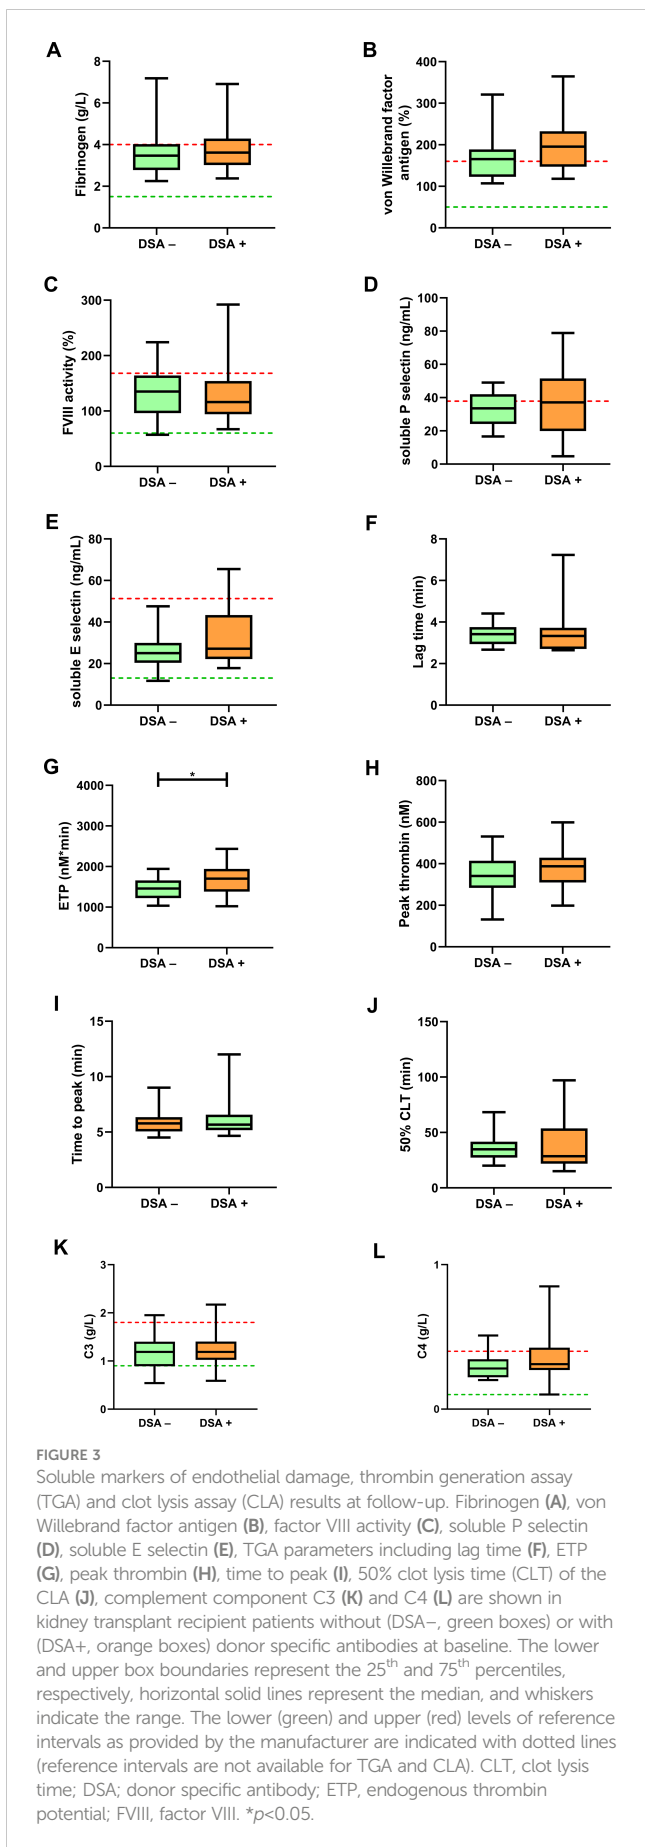 A
Fibrinogen (g/L)
8
6
4
2
0
DSA –
DSA +
B
von Willebrand factor
antigen (%)
400
300
200
100
0
DSA –
DSA +
C
FVIII activity (%)
300
200
100
0
DSA –
DSA +
D
soluble P selectin (ng/mL)
100
80
60
40
20
0
DSA –
DSA +
E
soluble E selectin (ng/mL)
80
60
40
20
0
DSA –
DSA +
F
Lag time (min)
8
6
4
2
0
DSA –
DSA +
G
ETP (nM*min)
4000
3000
2000
1000
0
*
DSA –
DSA +
H
Peak thrombin (nM)
800
600
400
200
0
DSA –
DSA +
I
Time to peak (min)
15
10
5
0
DSA –
DSA +
J
50% CLT (min)
150
100
50
0
DSA –
DSA +
K
C3 (g/L)
3
2
1
0
DSA –
DSA +
L
C4 (g/L)
1
0
DSA –
DSA +
FIGURE 3
Soluble markers of endothelial damage, thrombin generation assay
(TGA) and clot lysis assay (CLA) results at follow-up. Fibrinogen (A), von
Willebrand factor antigen (B), factor VIII activity (C), soluble P selectin
(D), soluble E selectin (E), TGA parameters including lag time (F), ETP
(G), peak thrombin (H), time to peak (I), 50% clot lysis time (CLT) of the
CLA (J), complement component C3 (K) and C4 (L) are shown in
kidney transplant recipient patients without (DSA–, green boxes) or with
(DSA+, orange boxes) donor specific antibodies at baseline. The lower
and upper box boundaries represent the 25th and 75th percentiles,
respectively, horizontal solid lines represent the median, and whiskers
indicate the range. The lower (green) and upper (red) levels of reference
intervals as provided by the manufacturer are indicated with dotted lines
(reference intervals are not available for TGA and CLA). CLT, clot lysis
time; DSA; donor specific antibody; ETP, endogenous thrombin
potential; FVIII, factor VIII. *p<0.05.